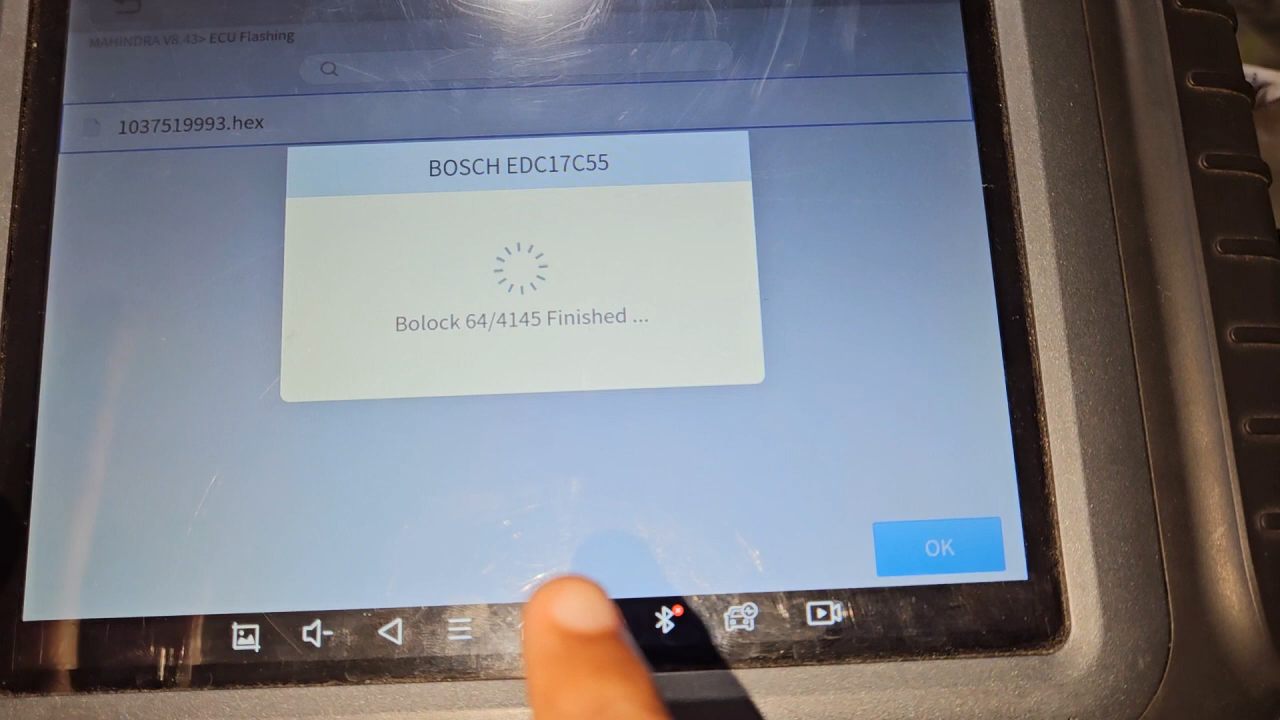 MAHINDRA V8.43> ECU Flashing
1037519993.hex
BOSCH EDC17C55
Bolock 64/4145 Finished ...
OK